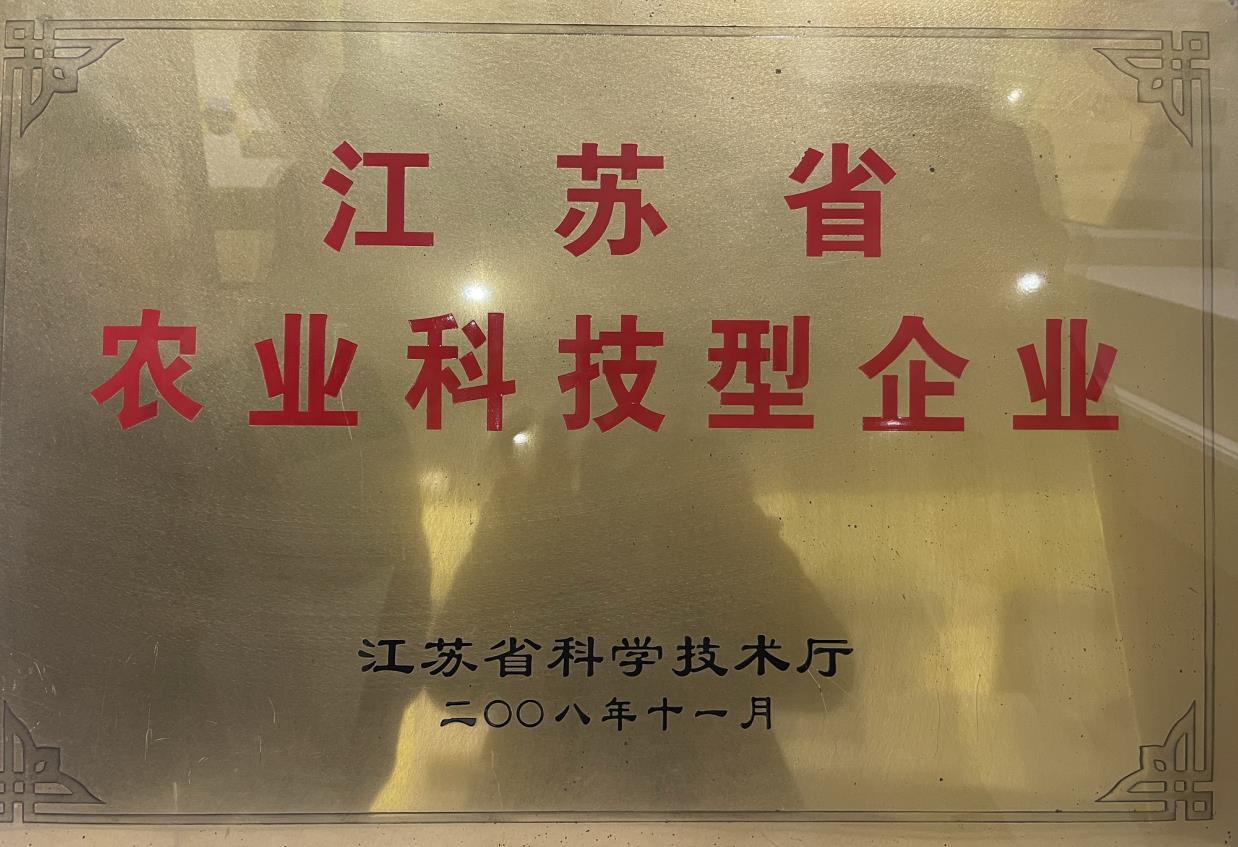 江苏省
农业科技型企业
江苏省科学技术厅
二〇〇八年十一月